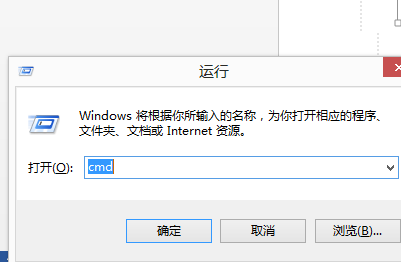 运行
Windows 将根据你所输入的名称，为你打开相应的程序、
文件夹、文档或 Internet 资源。
打开(O): cmd
确定 取消 浏览(B)...